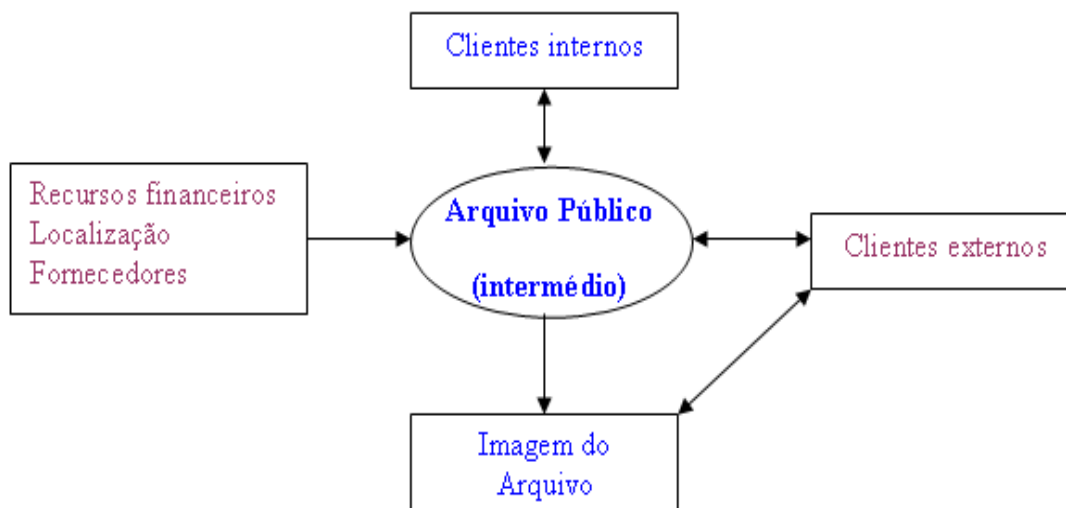 Clientes internos
Recursos financeiros
Localização
Fornecedores
Arquivo Público
(intermédio)
Clientes externos
Imagem do
Arquivo